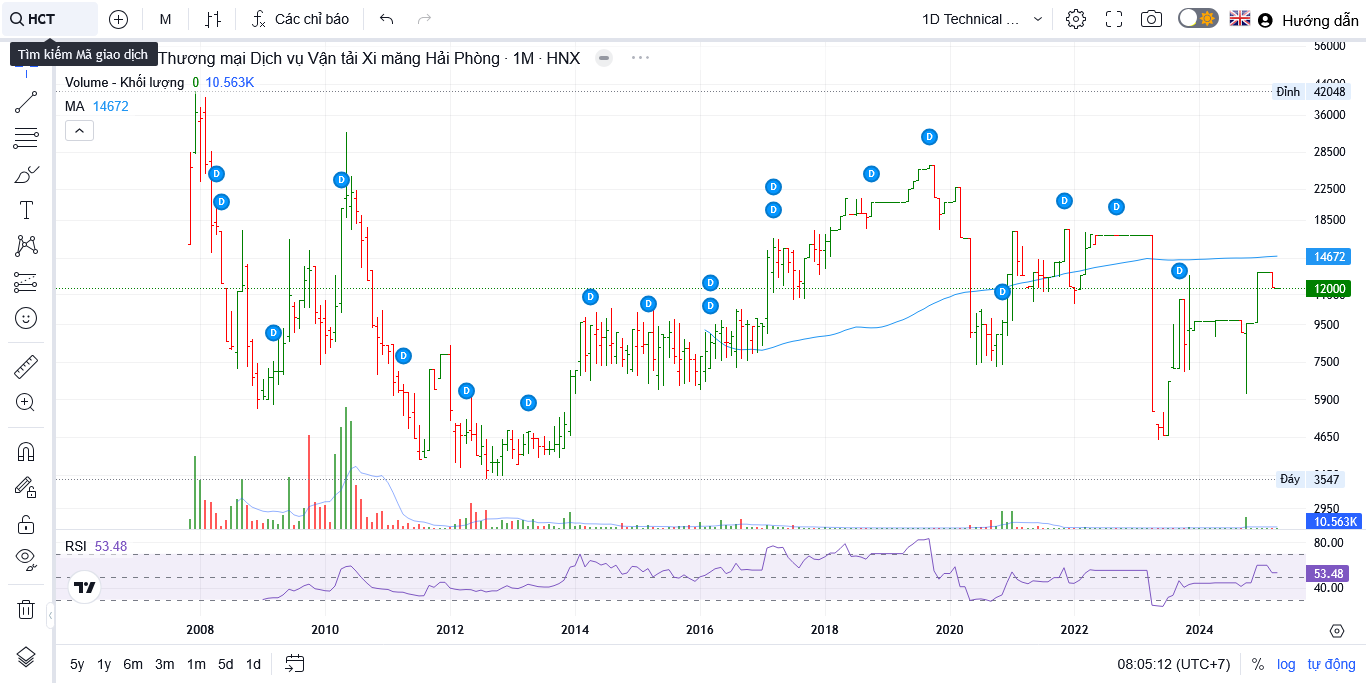 HCT
M
Các chỉ báo
1D Technical ...
Hướng dẫn
Tìm kiếm Mã giao dịch
Thương mại Dịch vụ Vận tải Xi măng Hải Phòng · 1M · HNX
Volume - Khối lượng 0 10.563K
MA 14672
56000
Đỉnh 42048
36000
28500
22500
18500
14672
12000
9500
7500
5900
4650
Đáy 3547
2950
10.563K
D D D D D D D D D D D D D D D D D D D
RSI 53.48
80.00
53.48
40.00
2008 2010 2012 2014 2016 2018 2020 2022 2024
5y 1y 6m 3m 1m 5d 1d
08:05:12 (UTC+7) % log tự động